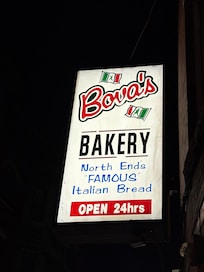 Bova's
BAKERY
North Ends
"FAMOUS"
Italian Bread
OPEN 24hrs